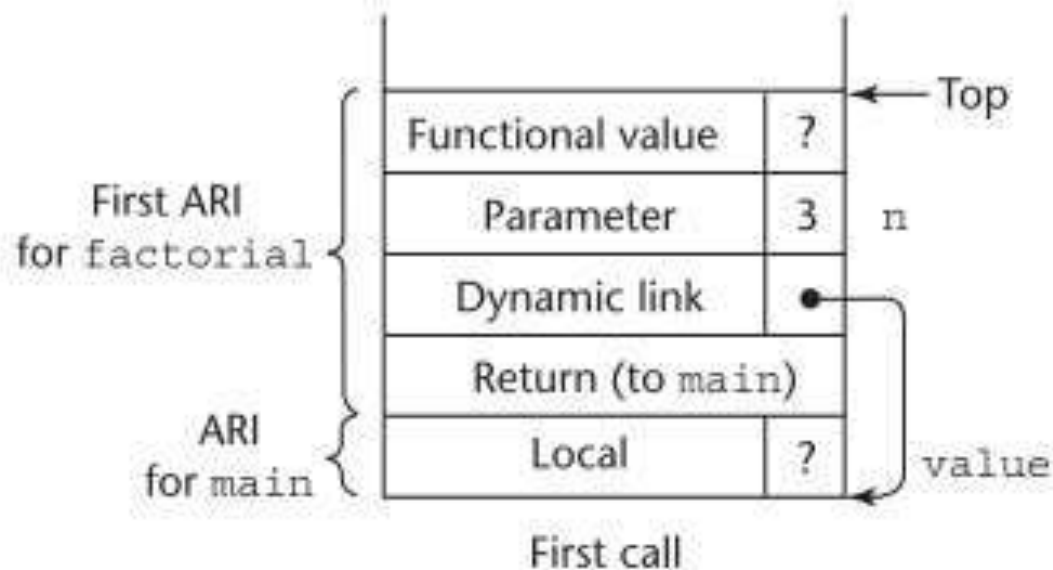 Top
Functional value ?
First ARI
for factorial
Parameter 3 n
Dynamic link
Return (to main)
ARI
for main
Local ? value
First call